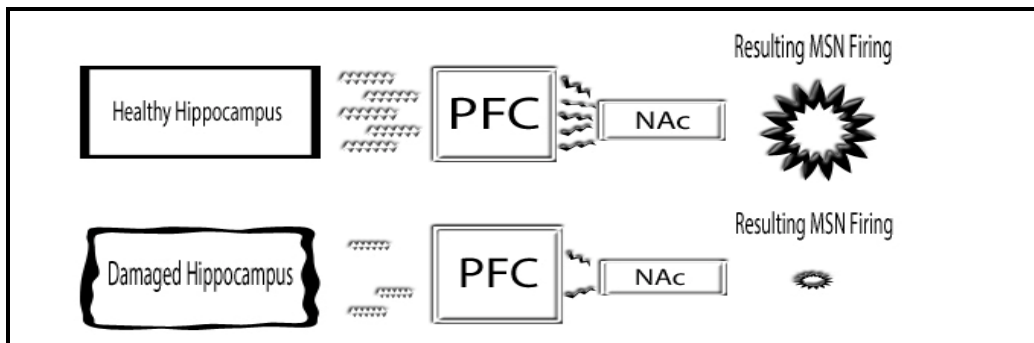 Resulting MSN Firing
Healthy Hippocampus
PFC
NAc
Resulting MSN Firing
Damaged Hippocampus
PFC
NAc